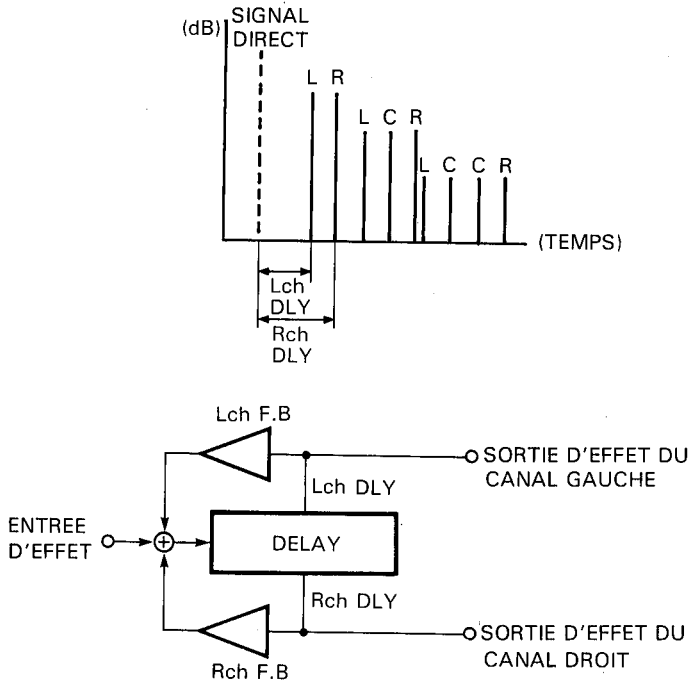 (dB)
SIGNAL
DIRECT
L R
L C R
L C C R
(TEMPS)
Lch
DLY
Rch
DLY
Lch F.B
SORTIE D'EFFET DU
CANAL GAUCHE
Lch DLY
ENTREE
D'EFFET
DELAY
Rch DLY
SORTIE D'EFFET DU
CANAL DROIT
Rch F.B